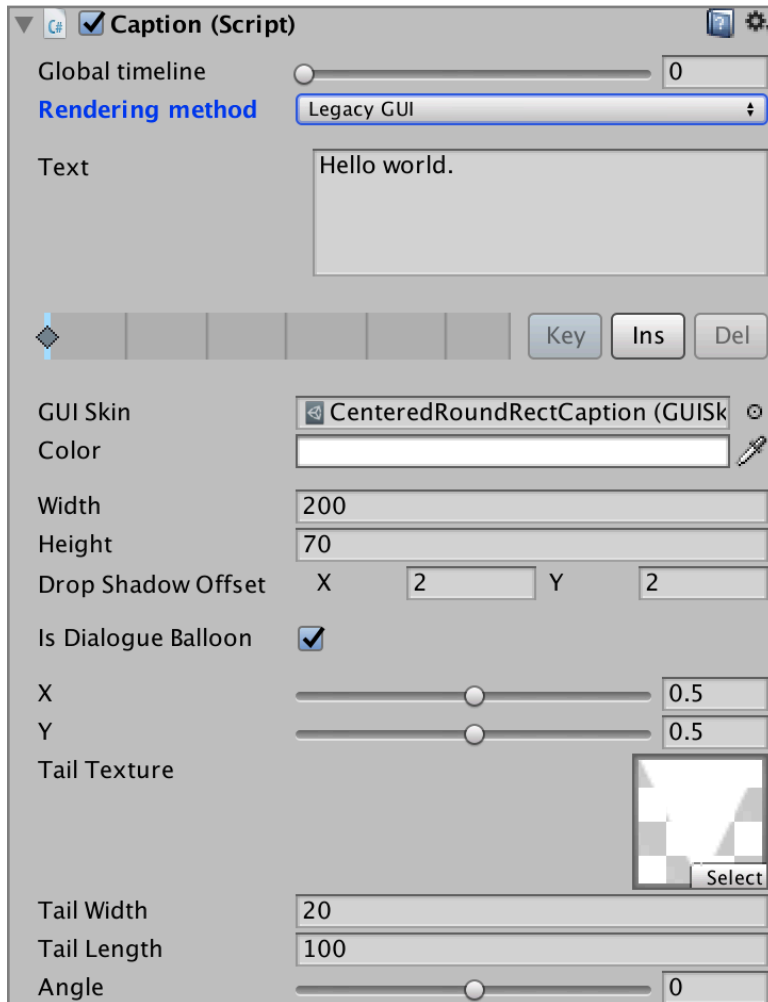 C# Caption (Script)
Global timeline 0
Rendering method Legacy GUI
Text Hello world.
Key Ins Del
GUI Skin CenteredRoundRectCaption (GUISk
Color
Width 200
Height 70
Drop Shadow Offset X 2 Y 2
Is Dialogue Balloon
X 0.5
Y 0.5
Tail Texture
Select
Tail Width 20
Tail Length 100
Angle 0